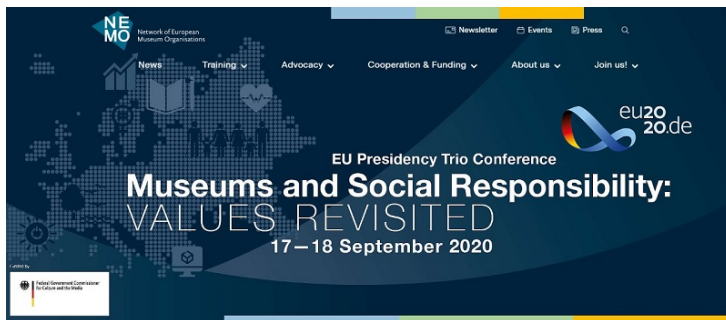 NE
MO
Network of European
Museum Organisations
Newsletter
Events
Press
News
Training
Advocacy
Cooperation & Funding
About us
Join us!
eu20
20.de
EU Presidency Trio Conference
Museums and Social Responsibility:
VALUES REVISITED
17—18 September 2020
Funded by
Federal Government Commissioner
for Culture and the Media